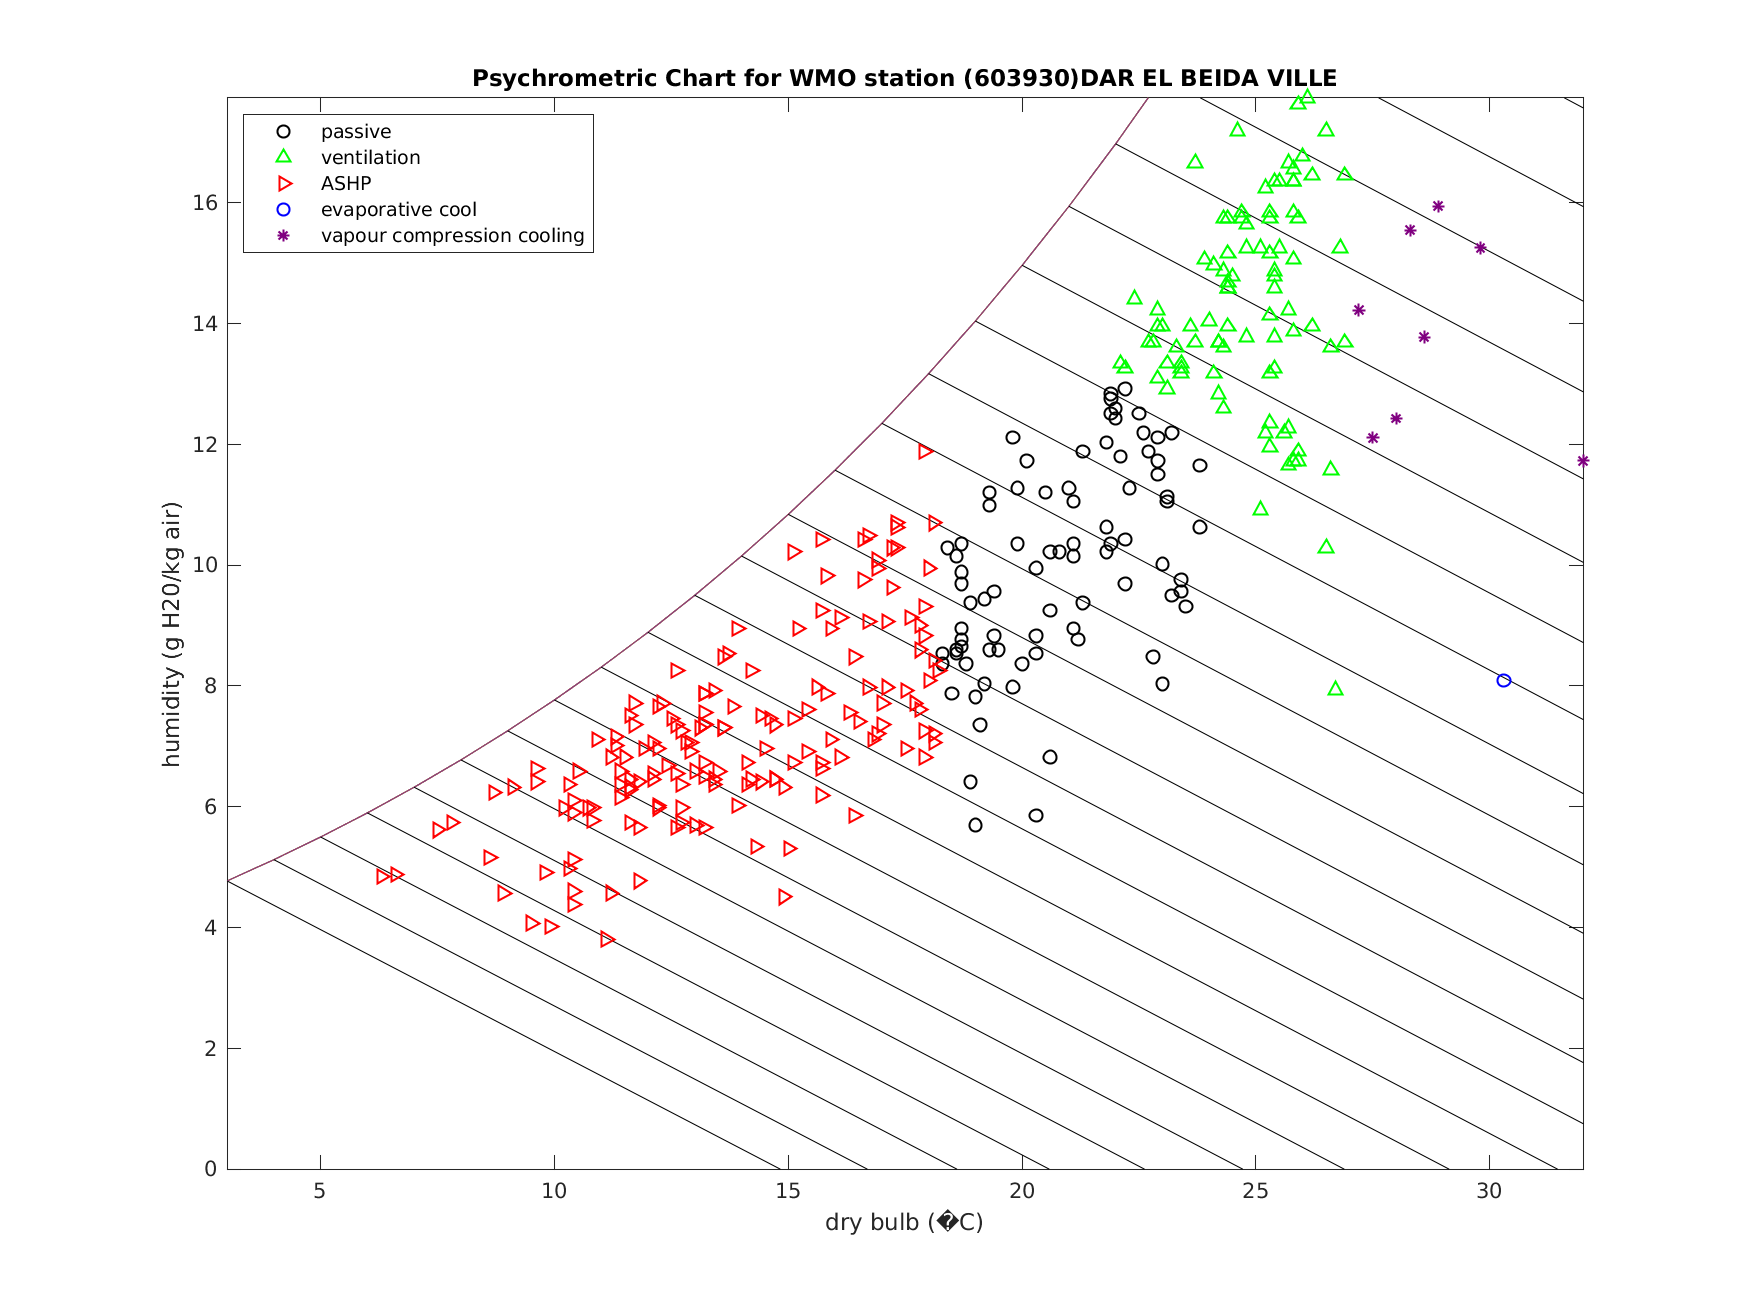 Psychrometric Chart for WMO station (603930)DAR EL BEIDA VILLE
passive
ventilation
ASHP
evaporative cool
vapour compression cooling
humidity (g H20/kg air)
16
14
12
10
8
6
4
2
0
5 10 15 20 25 30
dry bulb (�C)